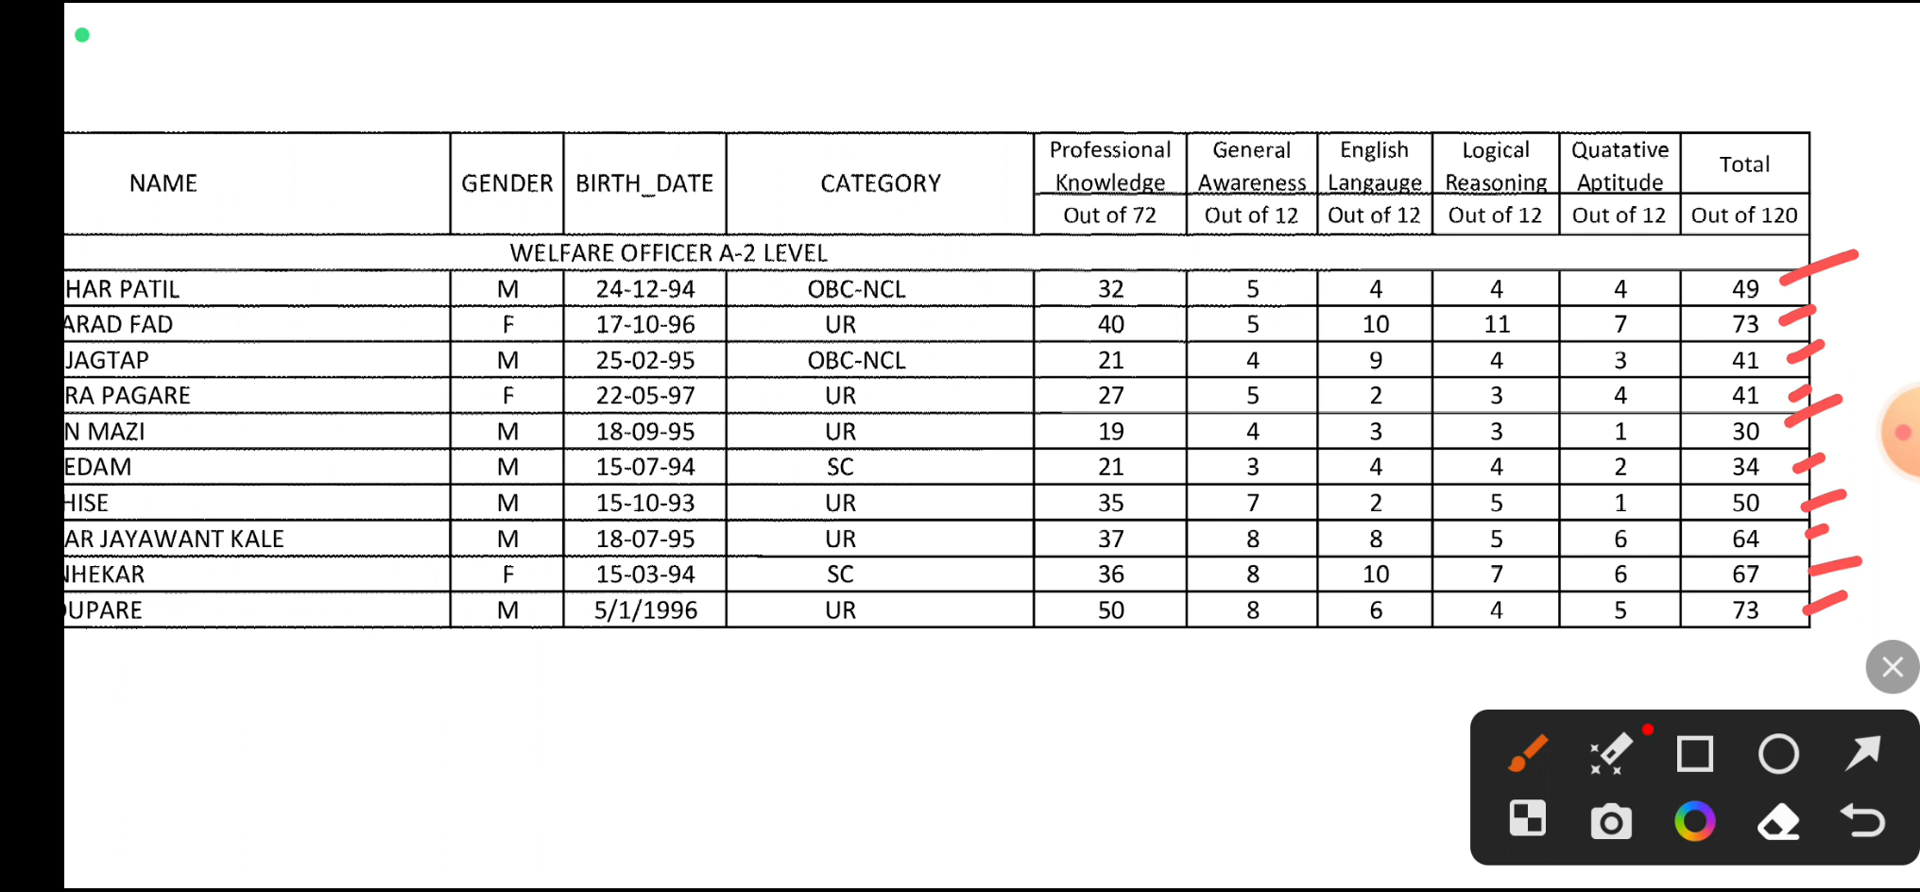 NAME GENDER BIRTH_DATE CATEGORY Professional Knowledge General Awareness English Langauge Logical Reasoning Quatative Aptitude Total
Out of 72 Out of 12 Out of 12 Out of 12 Out of 12 Out of 120
WELFARE OFFICER A-2 LEVEL
HAR PATIL M 24-12-94 OBC-NCL 32 5 4 4 4 49
ARAD FAD F 17-10-96 UR 40 5 10 11 7 73
JAGTAP M 25-02-95 OBC-NCL 21 4 9 4 3 41
RA PAGARE F 22-05-97 UR 27 5 2 3 4 41
N MAZI M 18-09-95 UR 19 4 3 3 1 30
EDAM M 15-07-94 SC 21 3 4 4 2 34
HISE M 15-10-93 UR 35 7 2 5 1 50
AR JAYAWANT KALE M 18-07-95 UR 37 8 8 5 6 64
NHEKAR F 15-03-94 SC 36 8 10 7 6 67
DUPARE M 5/1/1996 UR 50 8 6 4 5 73